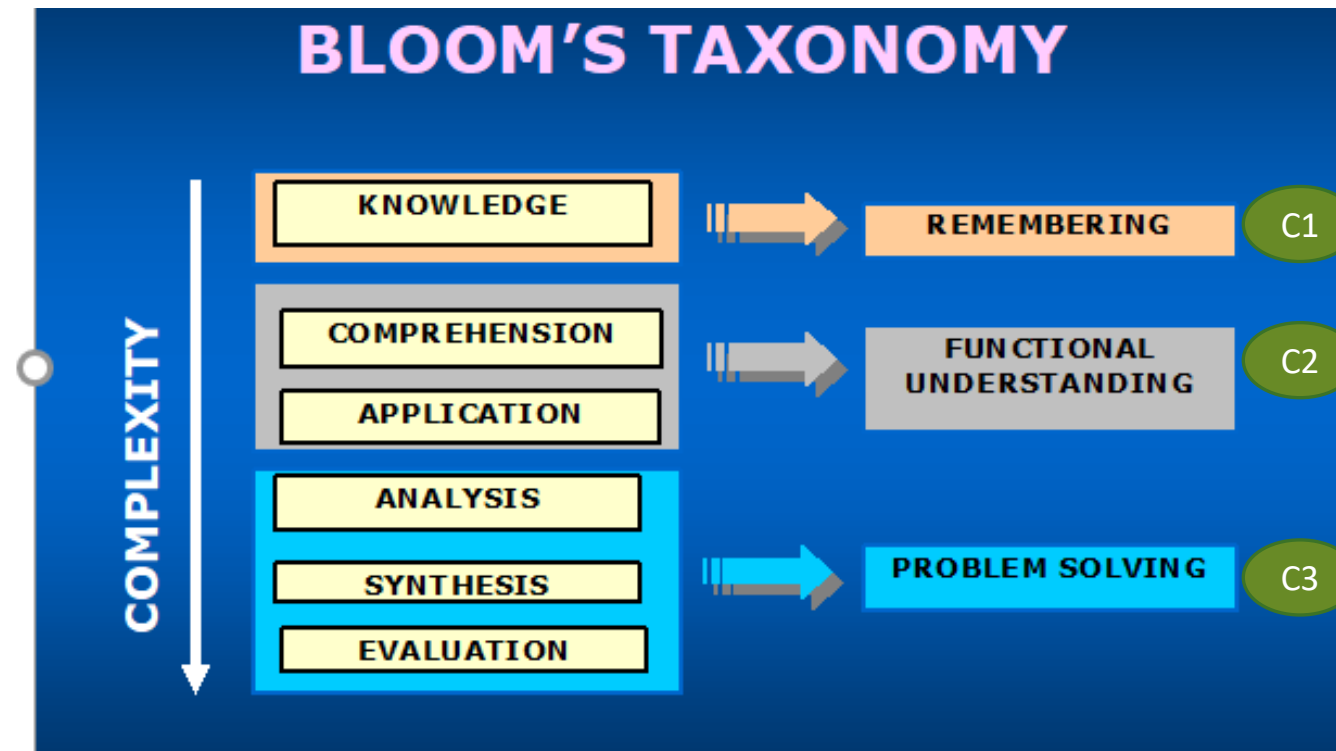 BLOOM'S TAXONOMY
COMPLEXITY
KNOWLEDGE
REMEMBERING
C1
COMPREHENSION
APPLICATION
FUNCTIONAL
UNDERSTANDING
C2
ANALYSIS
SYNTHESIS
EVALUATION
PROBLEM SOLVING
C3